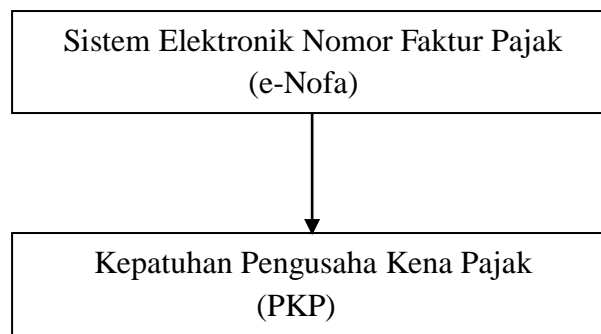 Sistem Elektronik Nomor Faktur Pajak
(e-Nofa)
Kepatuhan Pengusaha Kena Pajak
(PKP)